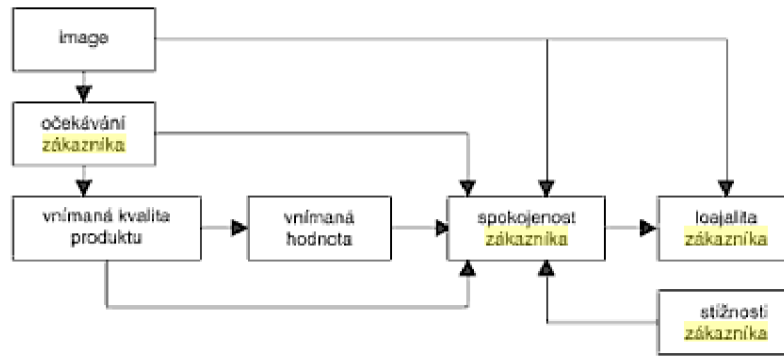 image
očekávání
zákazníka
vnímaná kvalita
produktu
vnímaná
hodnota
spokojenost
zákazníka
loajalita
zákazníka
stížnosti
zákazníka